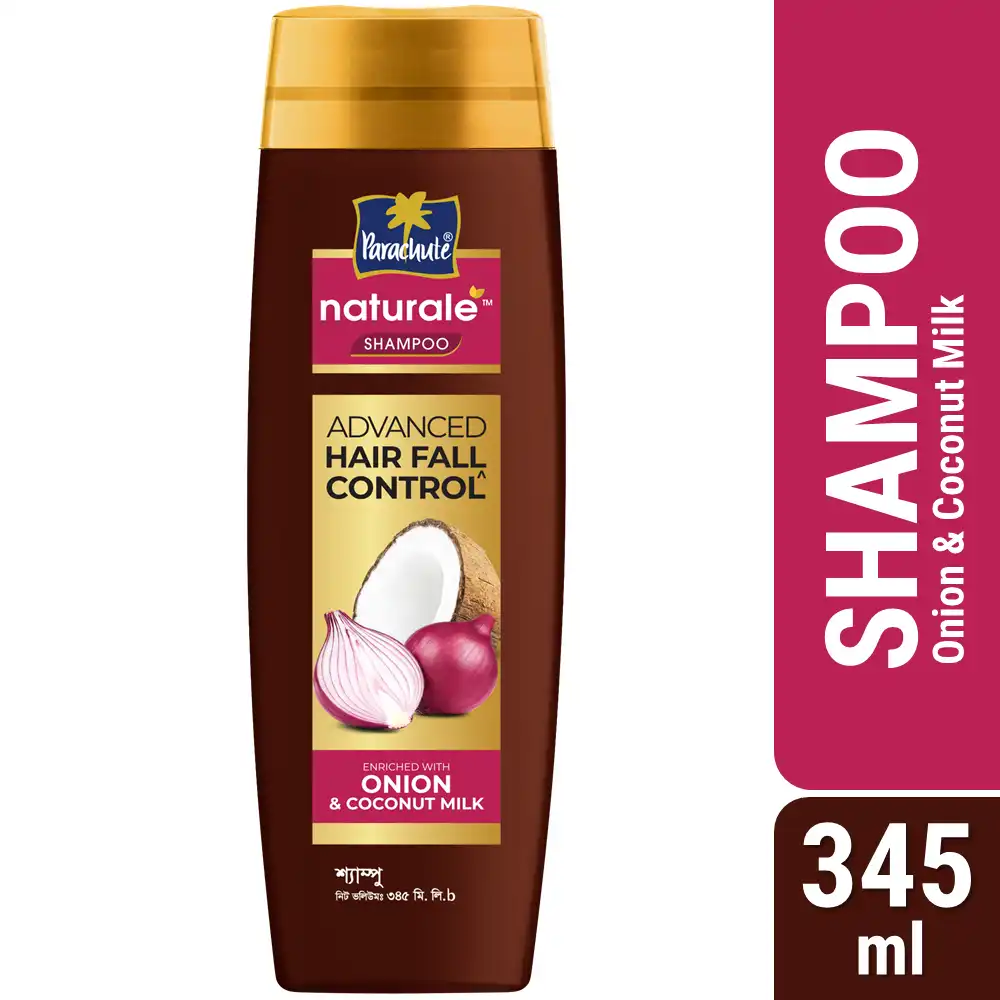 Parachute®
naturale™
SHAMPOO
ADVANCED
HAIR FALL
CONTROL^
ENRICHED WITH
ONION
& COCONUT MILK
শ্যাম্পু
নিট ভলিউমঃ ৩৪৫ মি. লি.b
SHAMPOO
Onion & Coconut Milk
345
ml